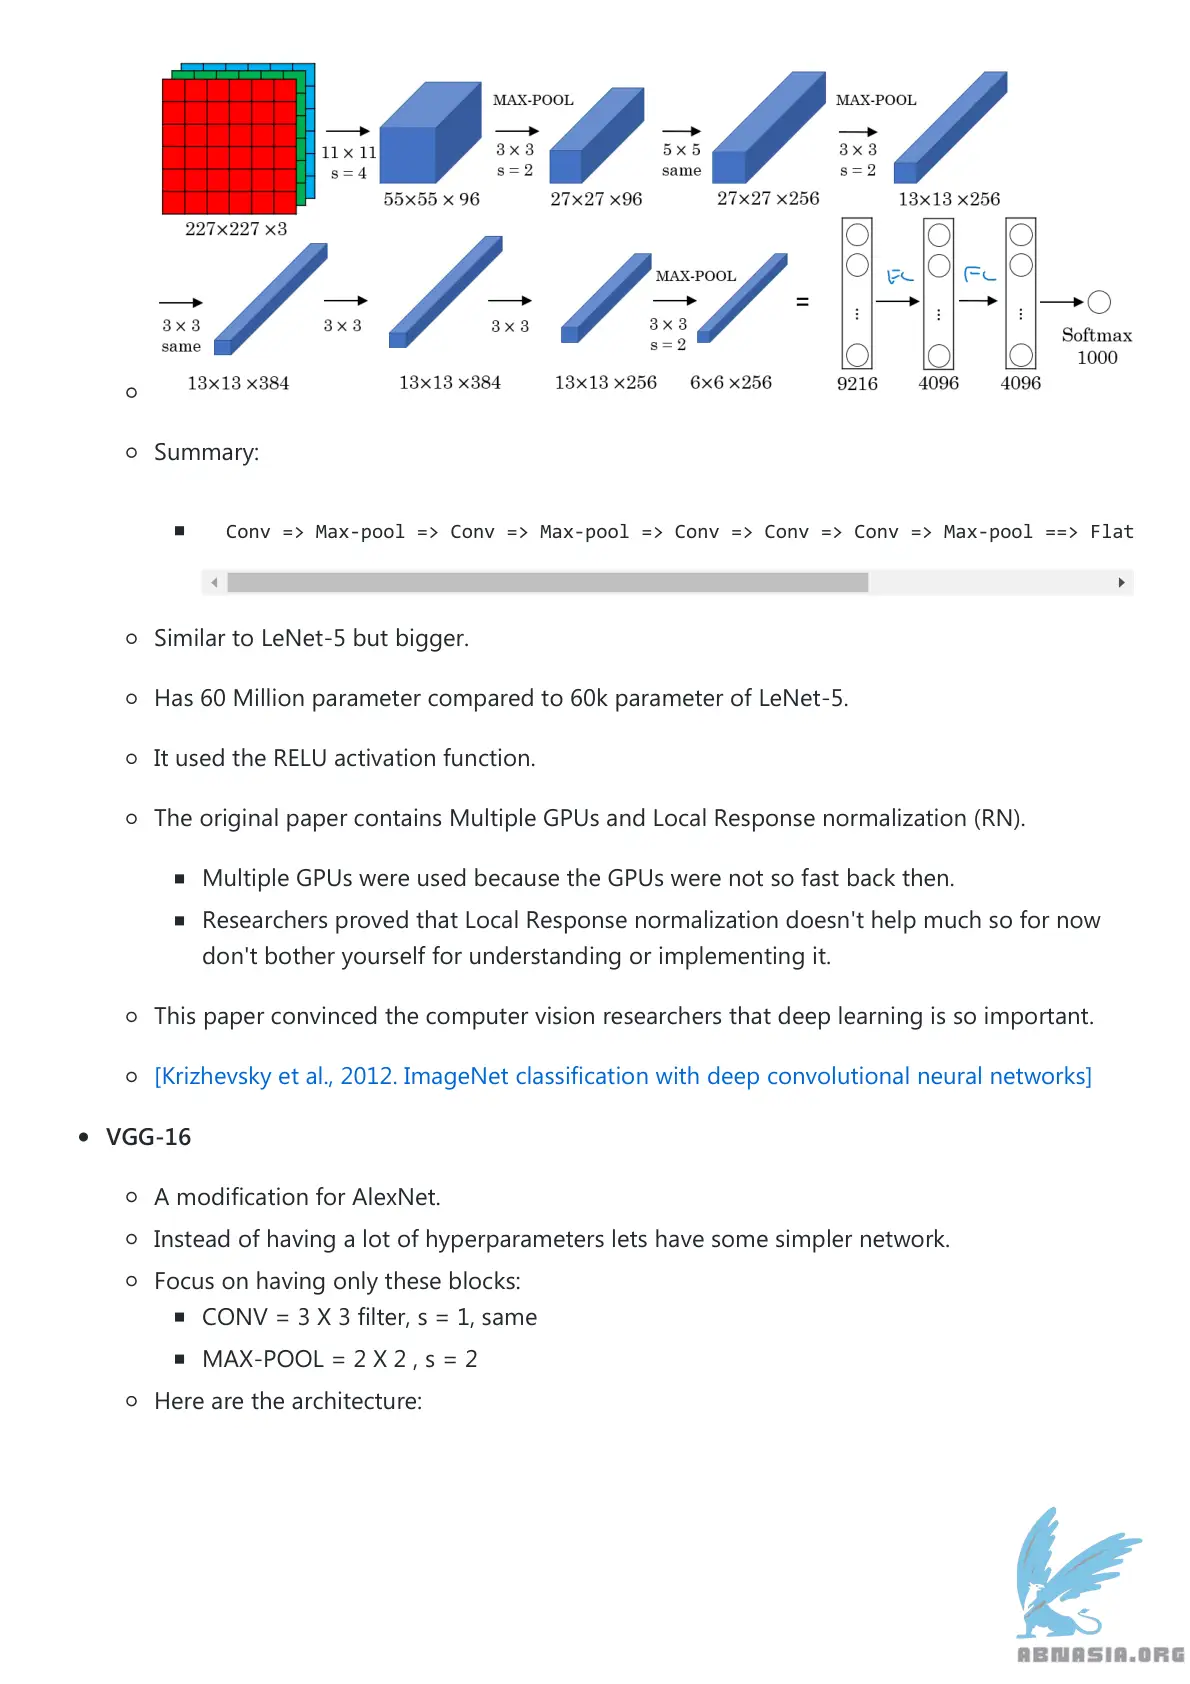 MAX-POOL
MAX-POOL
11 × 11
s = 4
3 × 3
s = 2
5 × 5
same
3 × 3
s = 2
227×227 ×3
55×55 × 96
27×27 ×96
27×27 ×256
13×13 ×256
3 × 3
same
3 × 3
3 × 3
MAX-POOL
3 × 3
s = 2
=
FC
FC
Softmax
1000
13×13 ×384
13×13 ×384
13×13 ×256
6×6 ×256
9216
4096
4096
Summary:
Conv => Max-pool => Conv => Max-pool => Conv => Conv => Conv => Max-pool ==> Flat
Similar to LeNet-5 but bigger.
Has 60 Million parameter compared to 60k parameter of LeNet-5.
It used the RELU activation function.
The original paper contains Multiple GPUs and Local Response normalization (RN).
Multiple GPUs were used because the GPUs were not so fast back then.
Researchers proved that Local Response normalization doesn't help much so for now
don't bother yourself for understanding or implementing it.
This paper convinced the computer vision researchers that deep learning is so important.
[Krizhevsky et al., 2012. ImageNet classification with deep convolutional neural networks]
VGG-16
A modification for AlexNet.
Instead of having a lot of hyperparameters lets have some simpler network.
Focus on having only these blocks:
CONV = 3 X 3 filter, s = 1, same
MAX-POOL = 2 X 2 , s = 2
Here are the architecture:
ABNASIA.ORG